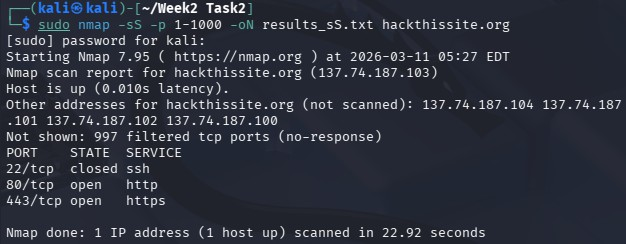 ┌──(kali㉿kali)-[~/Week2 Task2]
└─$ sudo nmap -sS -p 1-1000 -oN results_sS.txt hackthissite.org
[sudo] password for kali:
Starting Nmap 7.95 ( https://nmap.org ) at 2026-03-11 05:27 EDT
Nmap scan report for hackthissite.org (137.74.187.103)
Host is up (0.010s latency).
Other addresses for hackthissite.org (not scanned): 137.74.187.104 137.74.187
.101 137.74.187.102 137.74.187.100
Not shown: 997 filtered tcp ports (no-response)
PORT    STATE  SERVICE
22/tcp  closed ssh
80/tcp  open   http
443/tcp open   https
Nmap done: 1 IP address (1 host up) scanned in 22.92 seconds